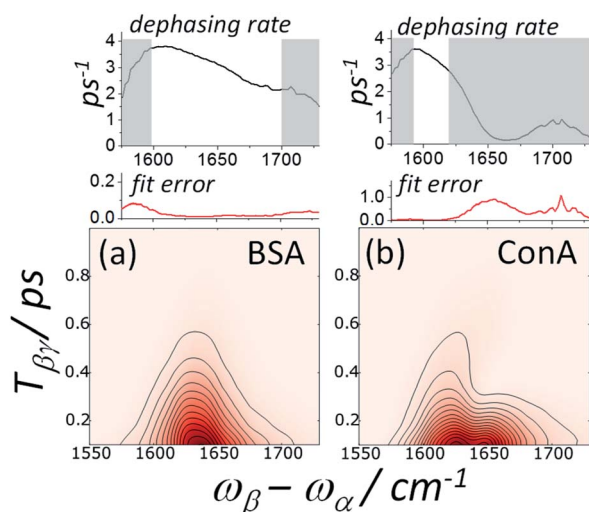 dephasing rate
ps-1
4
3
2
1
0
1600 1650 1700
0.2
0.0
fit error
(a) BSA
dephasing rate
4
3
2
1
0
1600 1650 1700
1.0
0.0
fit error
(b) ConA
Tβγ / ps
0.8
0.6
0.4
0.2
1550 1600 1650 1700
0.8
0.6
0.4
0.2
1550 1600 1650 1700
ωβ – ωα / cm-1